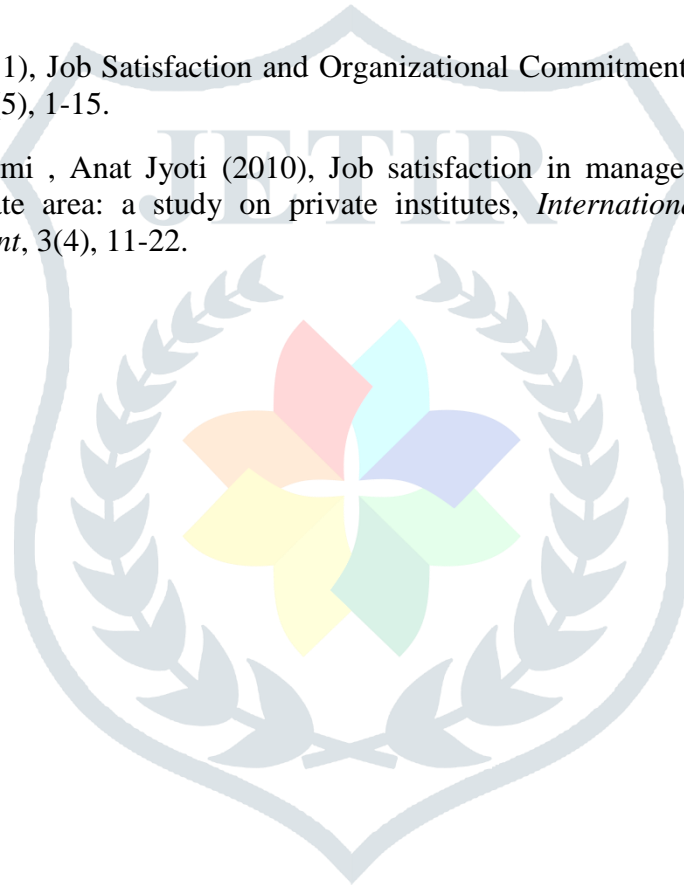 1), Job Satisfaction and Organizational Commitment
5), 1-15.
mi , Anat Jyoti (2010), Job satisfaction in manage
te area: a study on private institutes, Internationa
nt, 3(4), 11-22.
JETIR